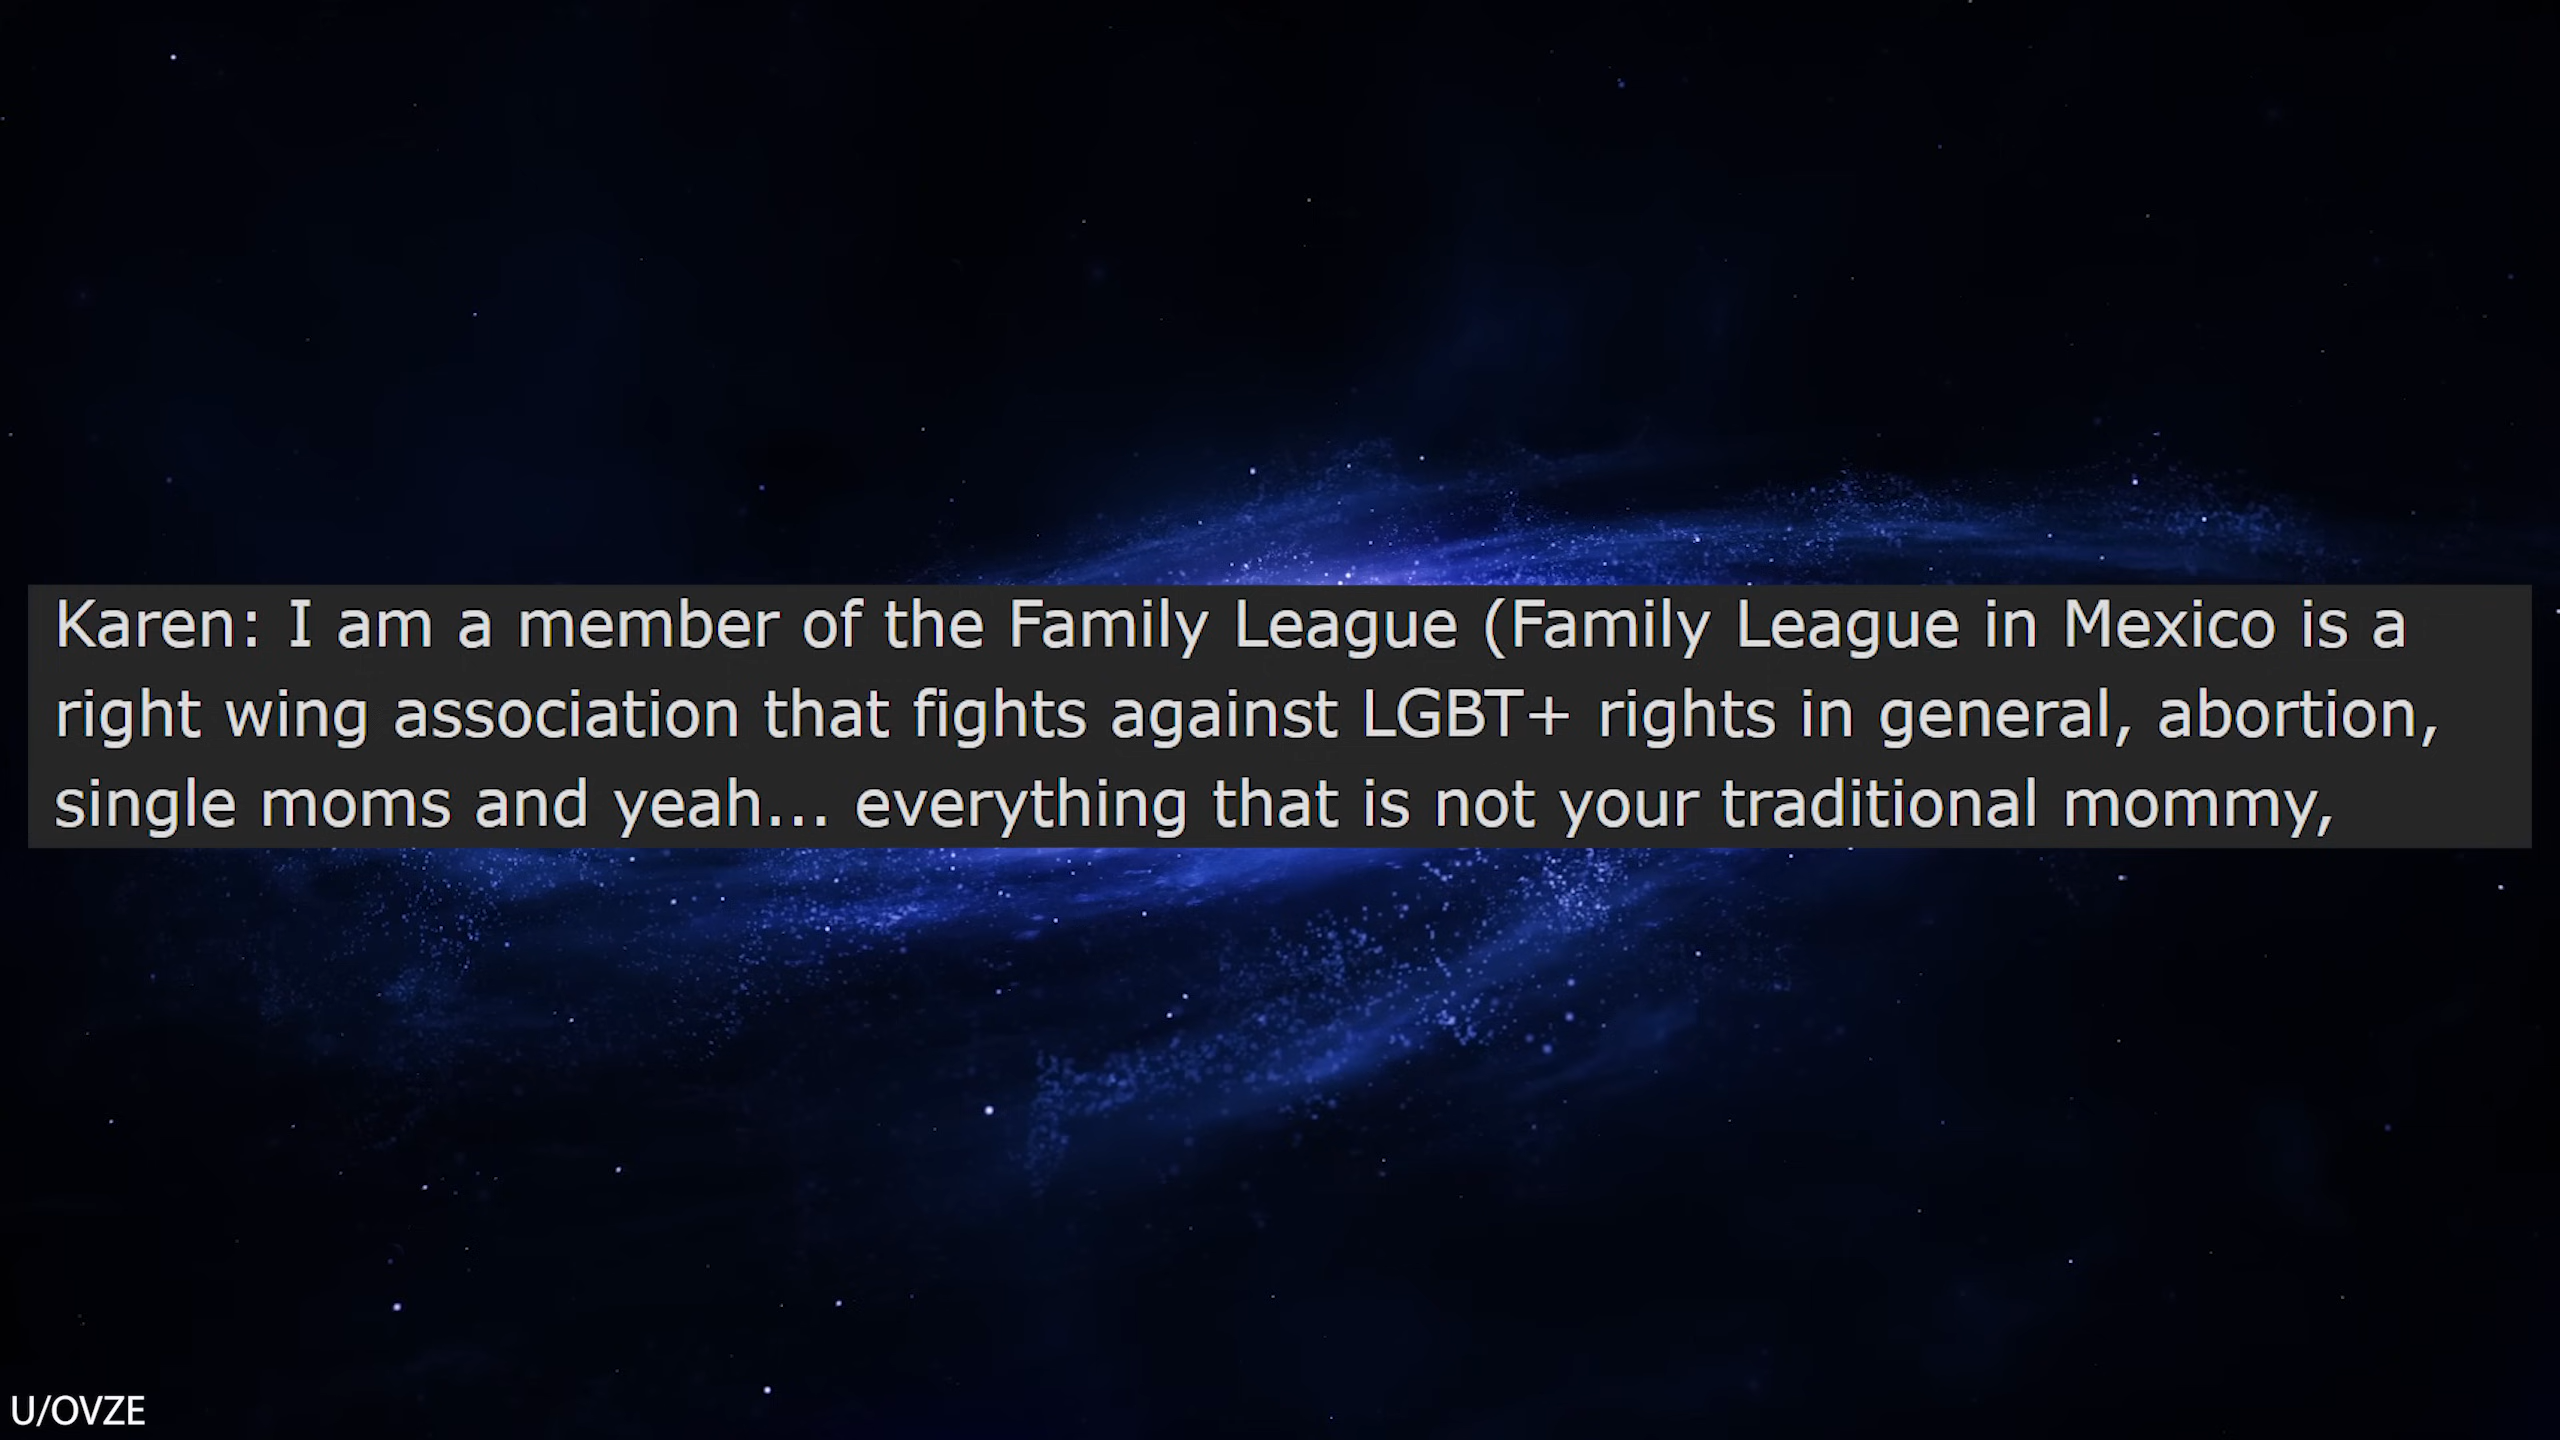 Karen: I am a member of the Family League (Family League in Mexico is a
right wing association that fights against LGBT+ rights in general, abortion,
single moms and yeah... everything that is not your traditional mommy,
U/OVZE